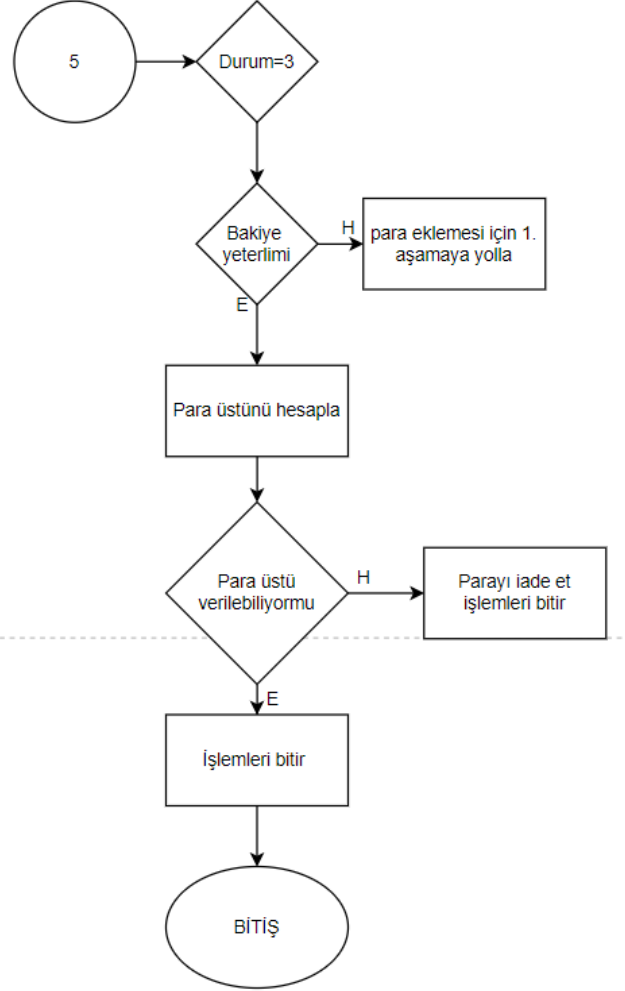 5
Durum=3
Bakiye
yeterlimi
H
para eklemesi için 1.
aşamaya yolla
E
Para üstünü hesapla
Para üstü
verilebiliyormu
H
Parayı iade et
işlemleri bitir
E
İşlemleri bitir
BİTİŞ